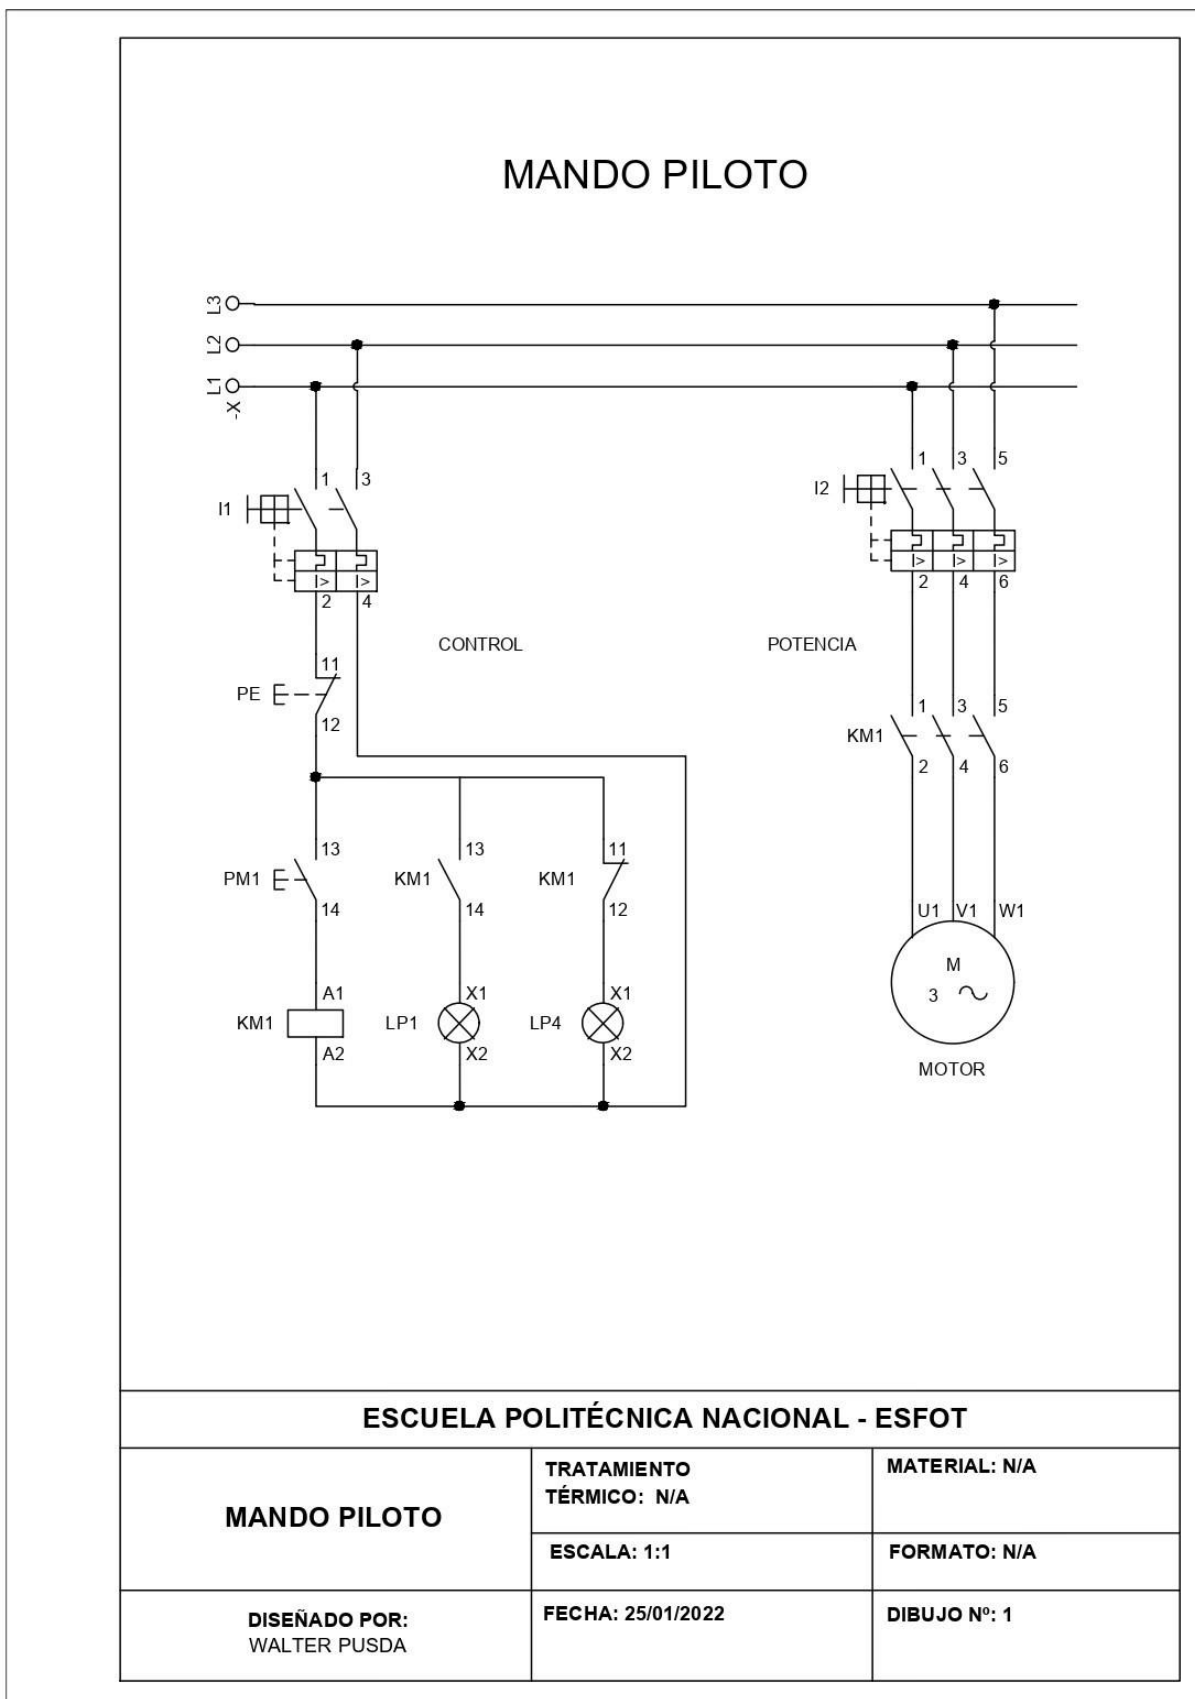 MANDO PILOTO
L3
L2
L1
-X
1 3
I1
I> I>
2 4
1 3 5
I2
I> I> I>
2 4 6
CONTROL
POTENCIA
11
PE
12
1 3 5
KM1
2 4 6
13 13 11
PM1 KM1 KM1
14 14 12
U1 V1 W1
M
3
MOTOR
A1 X1 X1
KM1 LP1 LP4
A2 X2 X2
ESCUELA POLITÉCNICA NACIONAL - ESFOT
MANDO PILOTO
TRATAMIENTO
TÉRMICO: N/A
MATERIAL: N/A
ESCALA: 1:1
FORMATO: N/A
DISEÑADO POR:
WALTER PUSDA
FECHA: 25/01/2022
DIBUJO Nº: 1